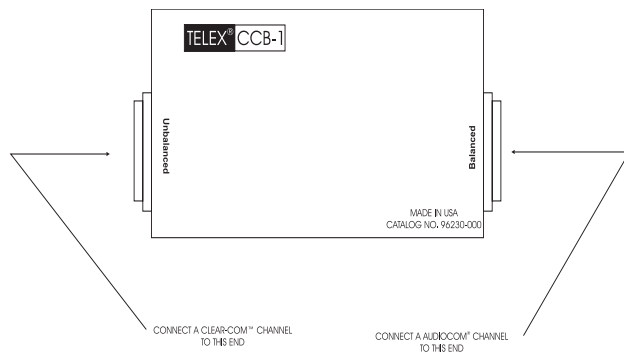 TELEX® CCB-1
Unbalanced
Balanced
MADE IN USA
CATALOG NO. 96230-000
CONNECT A CLEAR-COM™ CHANNEL
TO THIS END
CONNECT A AUDIOCOM® CHANNEL
TO THIS END